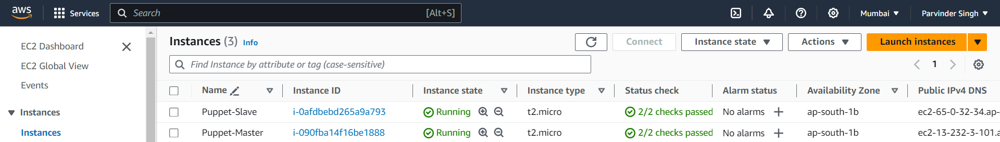 aws Services Search [Alt+S] Mumbai Parvinder Singh
EC2 Dashboard
EC2 Global View
Events
Instances
Instances
Instances (3) Info Connect Instance state Actions Launch instances
Find Instance by attribute or tag (case-sensitive) 1
Name Instance ID Instance state Instance type Status check Alarm status Availability Zone Public IPv4 DNS
Puppet-Slave i-0afdbebd265a9a793 Running t2.micro 2/2 checks passed No alarms ap-south-1b ec2-65-0-32-34.ap-
Puppet-Master i-090fba14f16be1888 Running t2.micro 2/2 checks passed No alarms ap-south-1b ec2-13-232-3-101.a